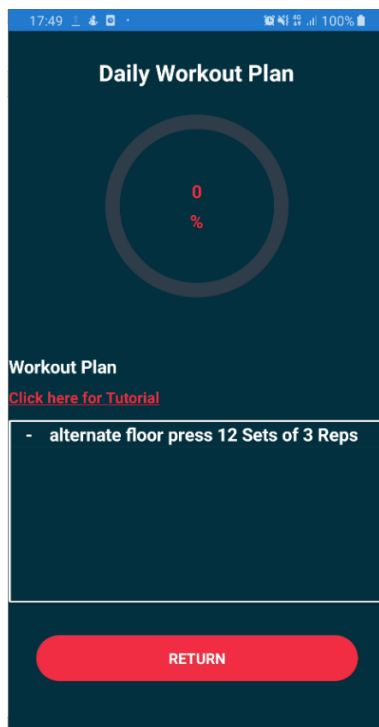 17:49
100%
Daily Workout Plan
0
%
Workout Plan
Click here for Tutorial
- alternate floor press 12 Sets of 3 Reps
RETURN